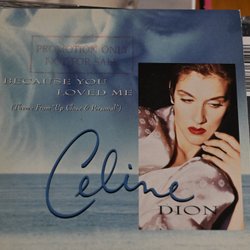 PROMOTION ONLY
NOT FOR SALE
BECAUSE YOU
LOVED ME
(Theme From "Up Close & Personal")
Celine
DION